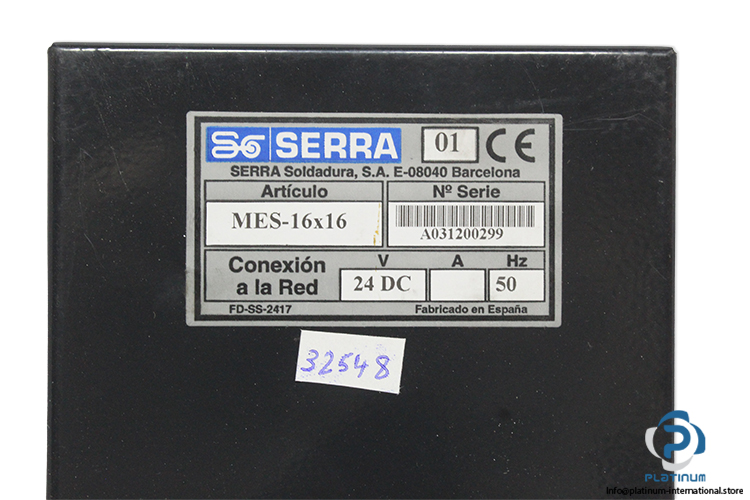 SERRA 01 CE
SERRA Soldadura, S.A. E-08040 Barcelona
Artículo Nº Serie
MES-16x16 A031200299
Conexión a la Red V A Hz
24 DC 50
FD-SS-2417 Fabricado en España
32548
PLATINUM
Info@platinum-international.store